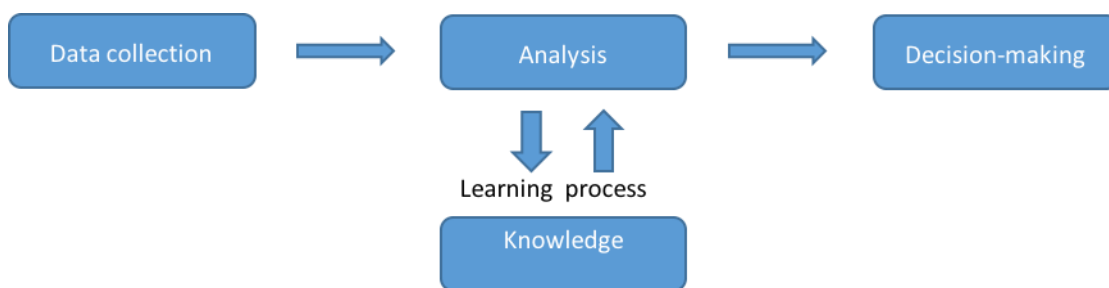 Data collection
Analysis
Decision-making
Learning process
Knowledge